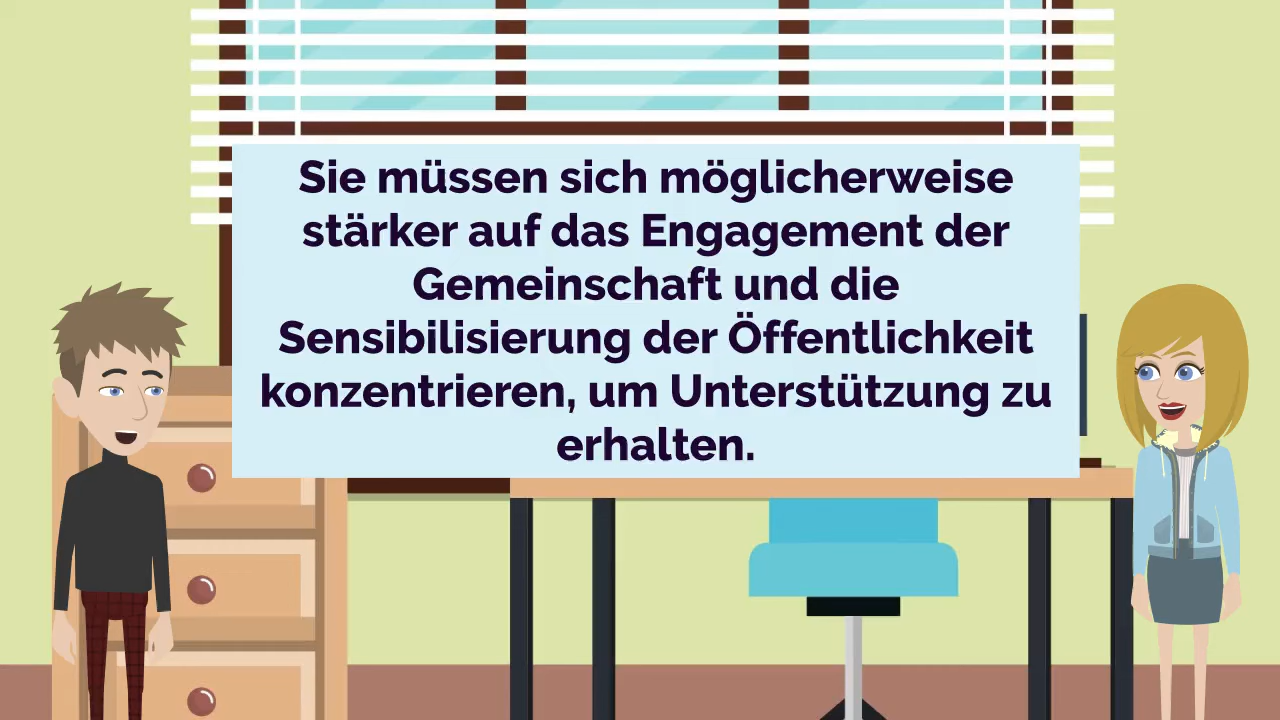 Sie müssen sich möglicherweise
stärker auf das Engagement der
Gemeinschaft und die
Sensibilisierung der Öffentlichkeit
konzentrieren, um Unterstützung zu
erhalten.